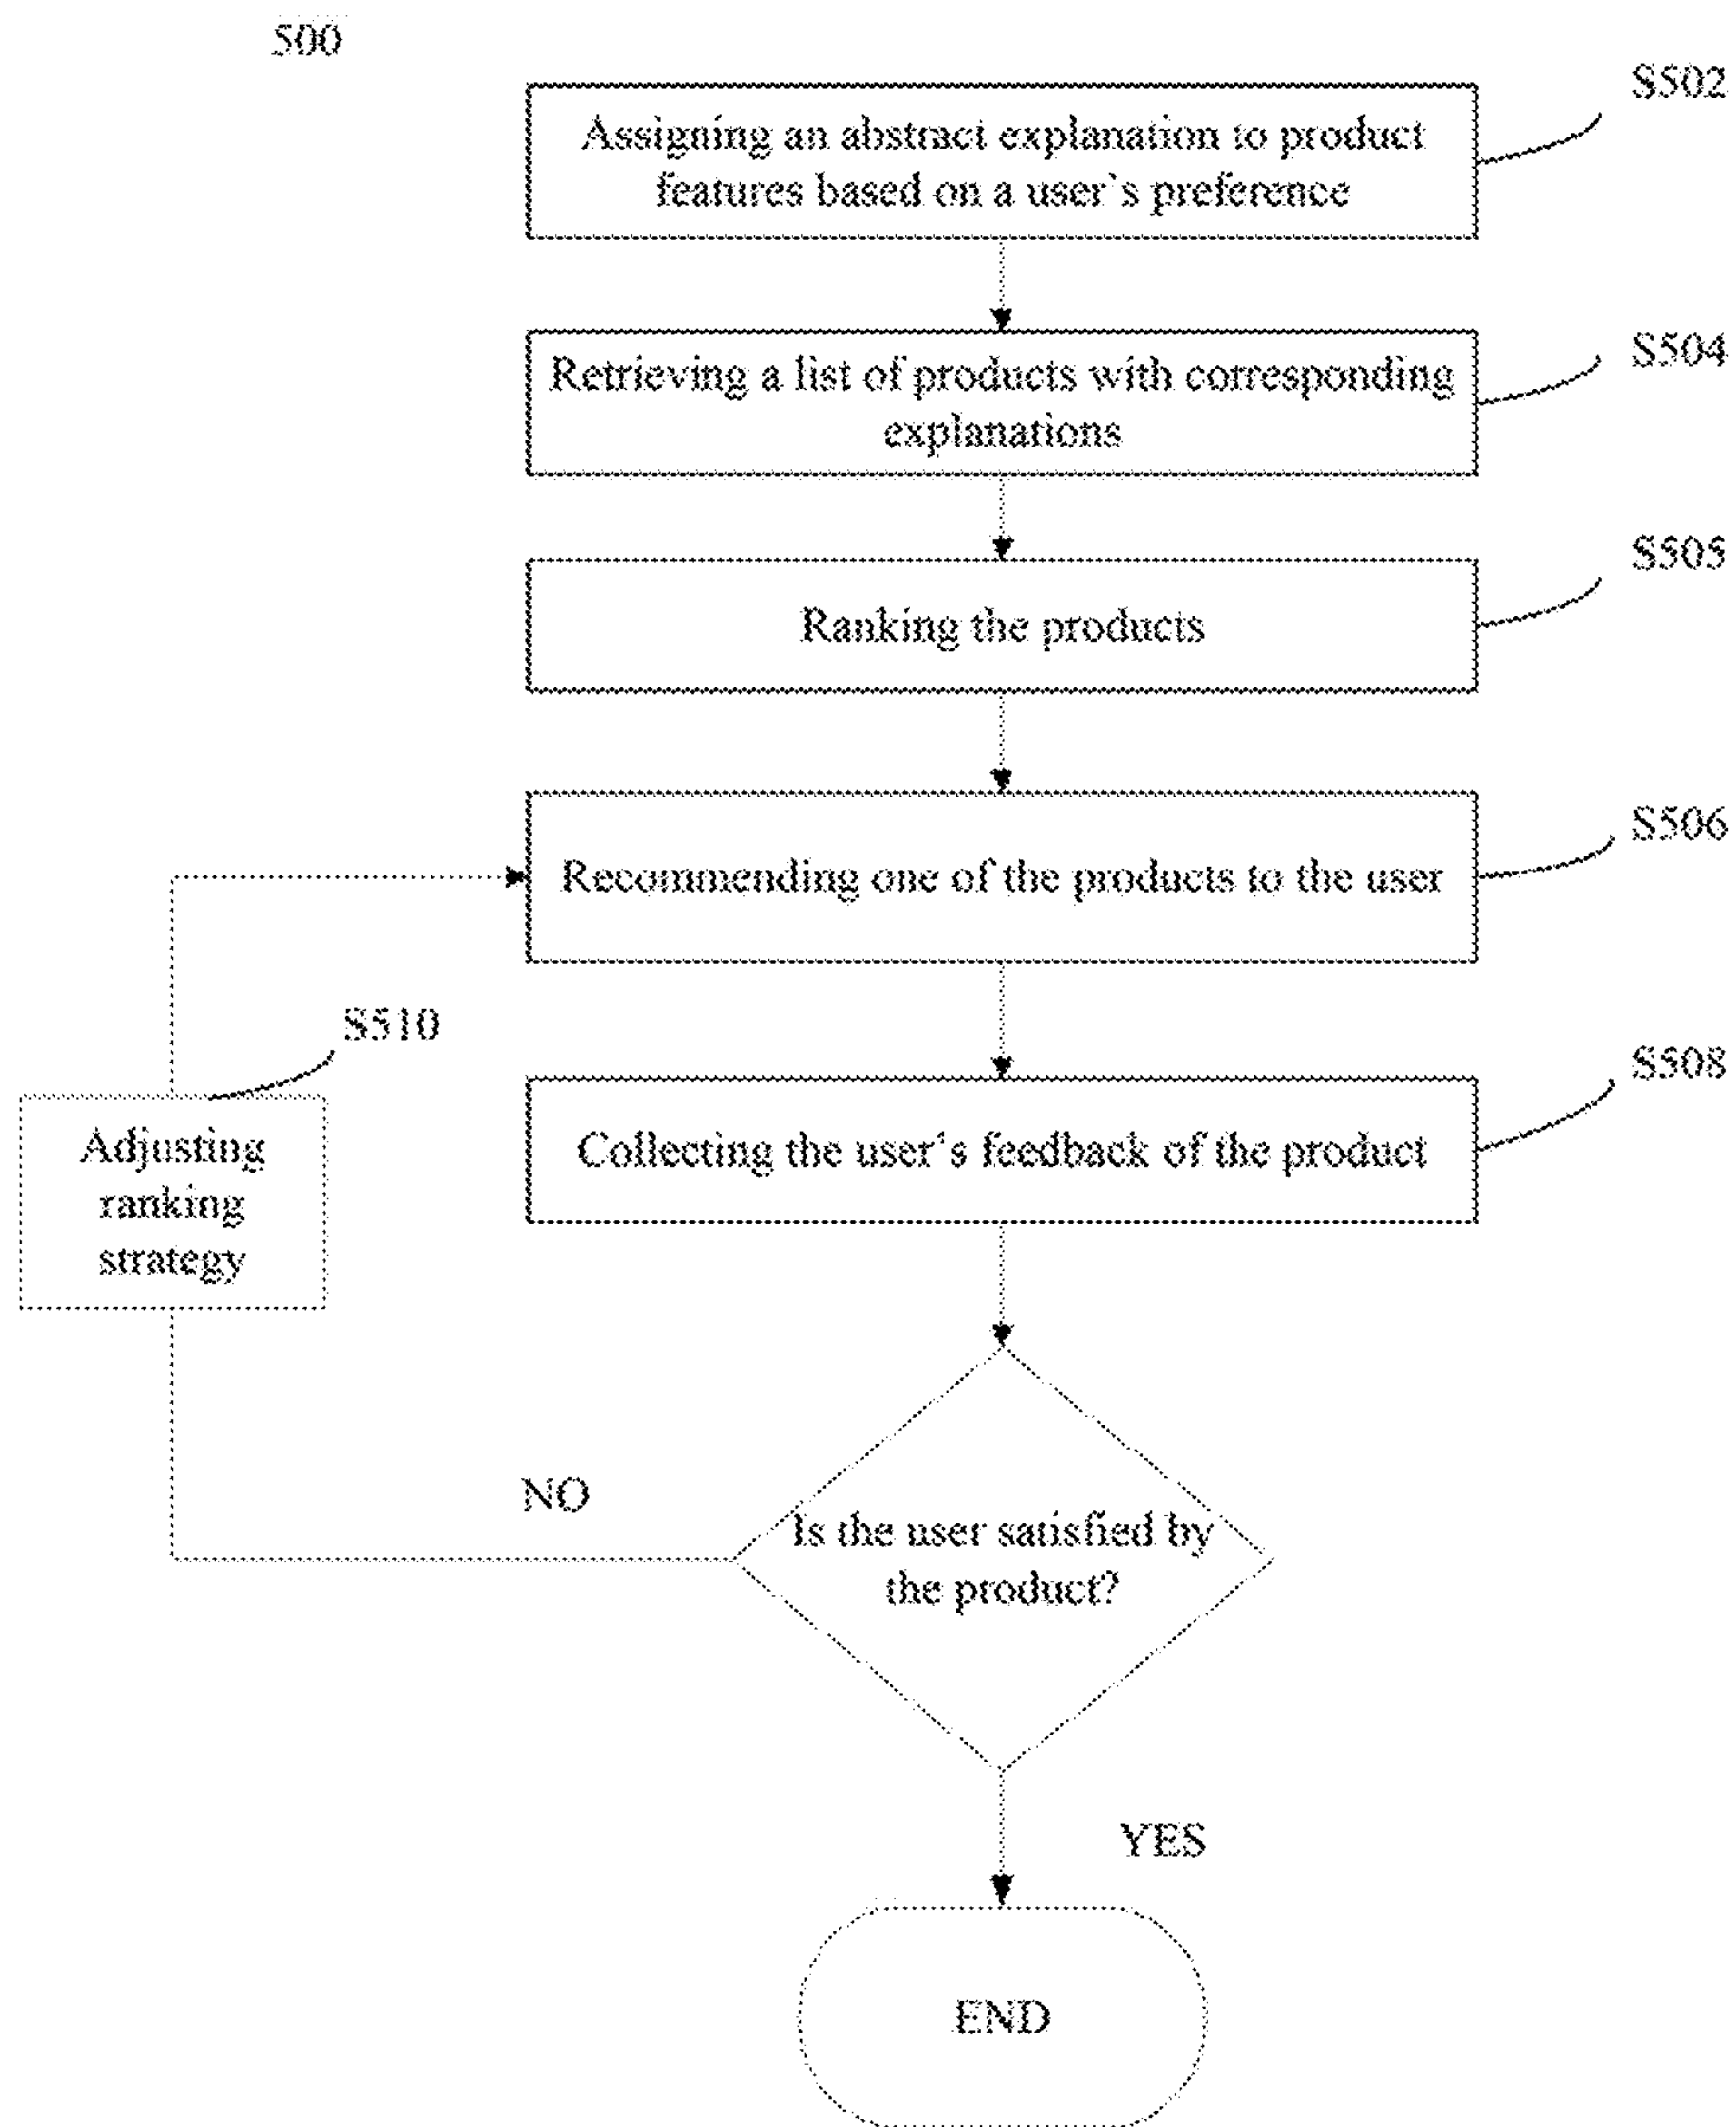 500
S502
Assigning an abstract explanation to product
features based on a user`s preference
S504
Retrieving a list of products with corresponding
explanations
S505
Ranking the products
S506
Recommending one of the products to the user
S510
S508
Adjusting
ranking
strategy
Collecting the user‘s feedback of the product
NO
Is the user satisfied by
the product?
YES
END